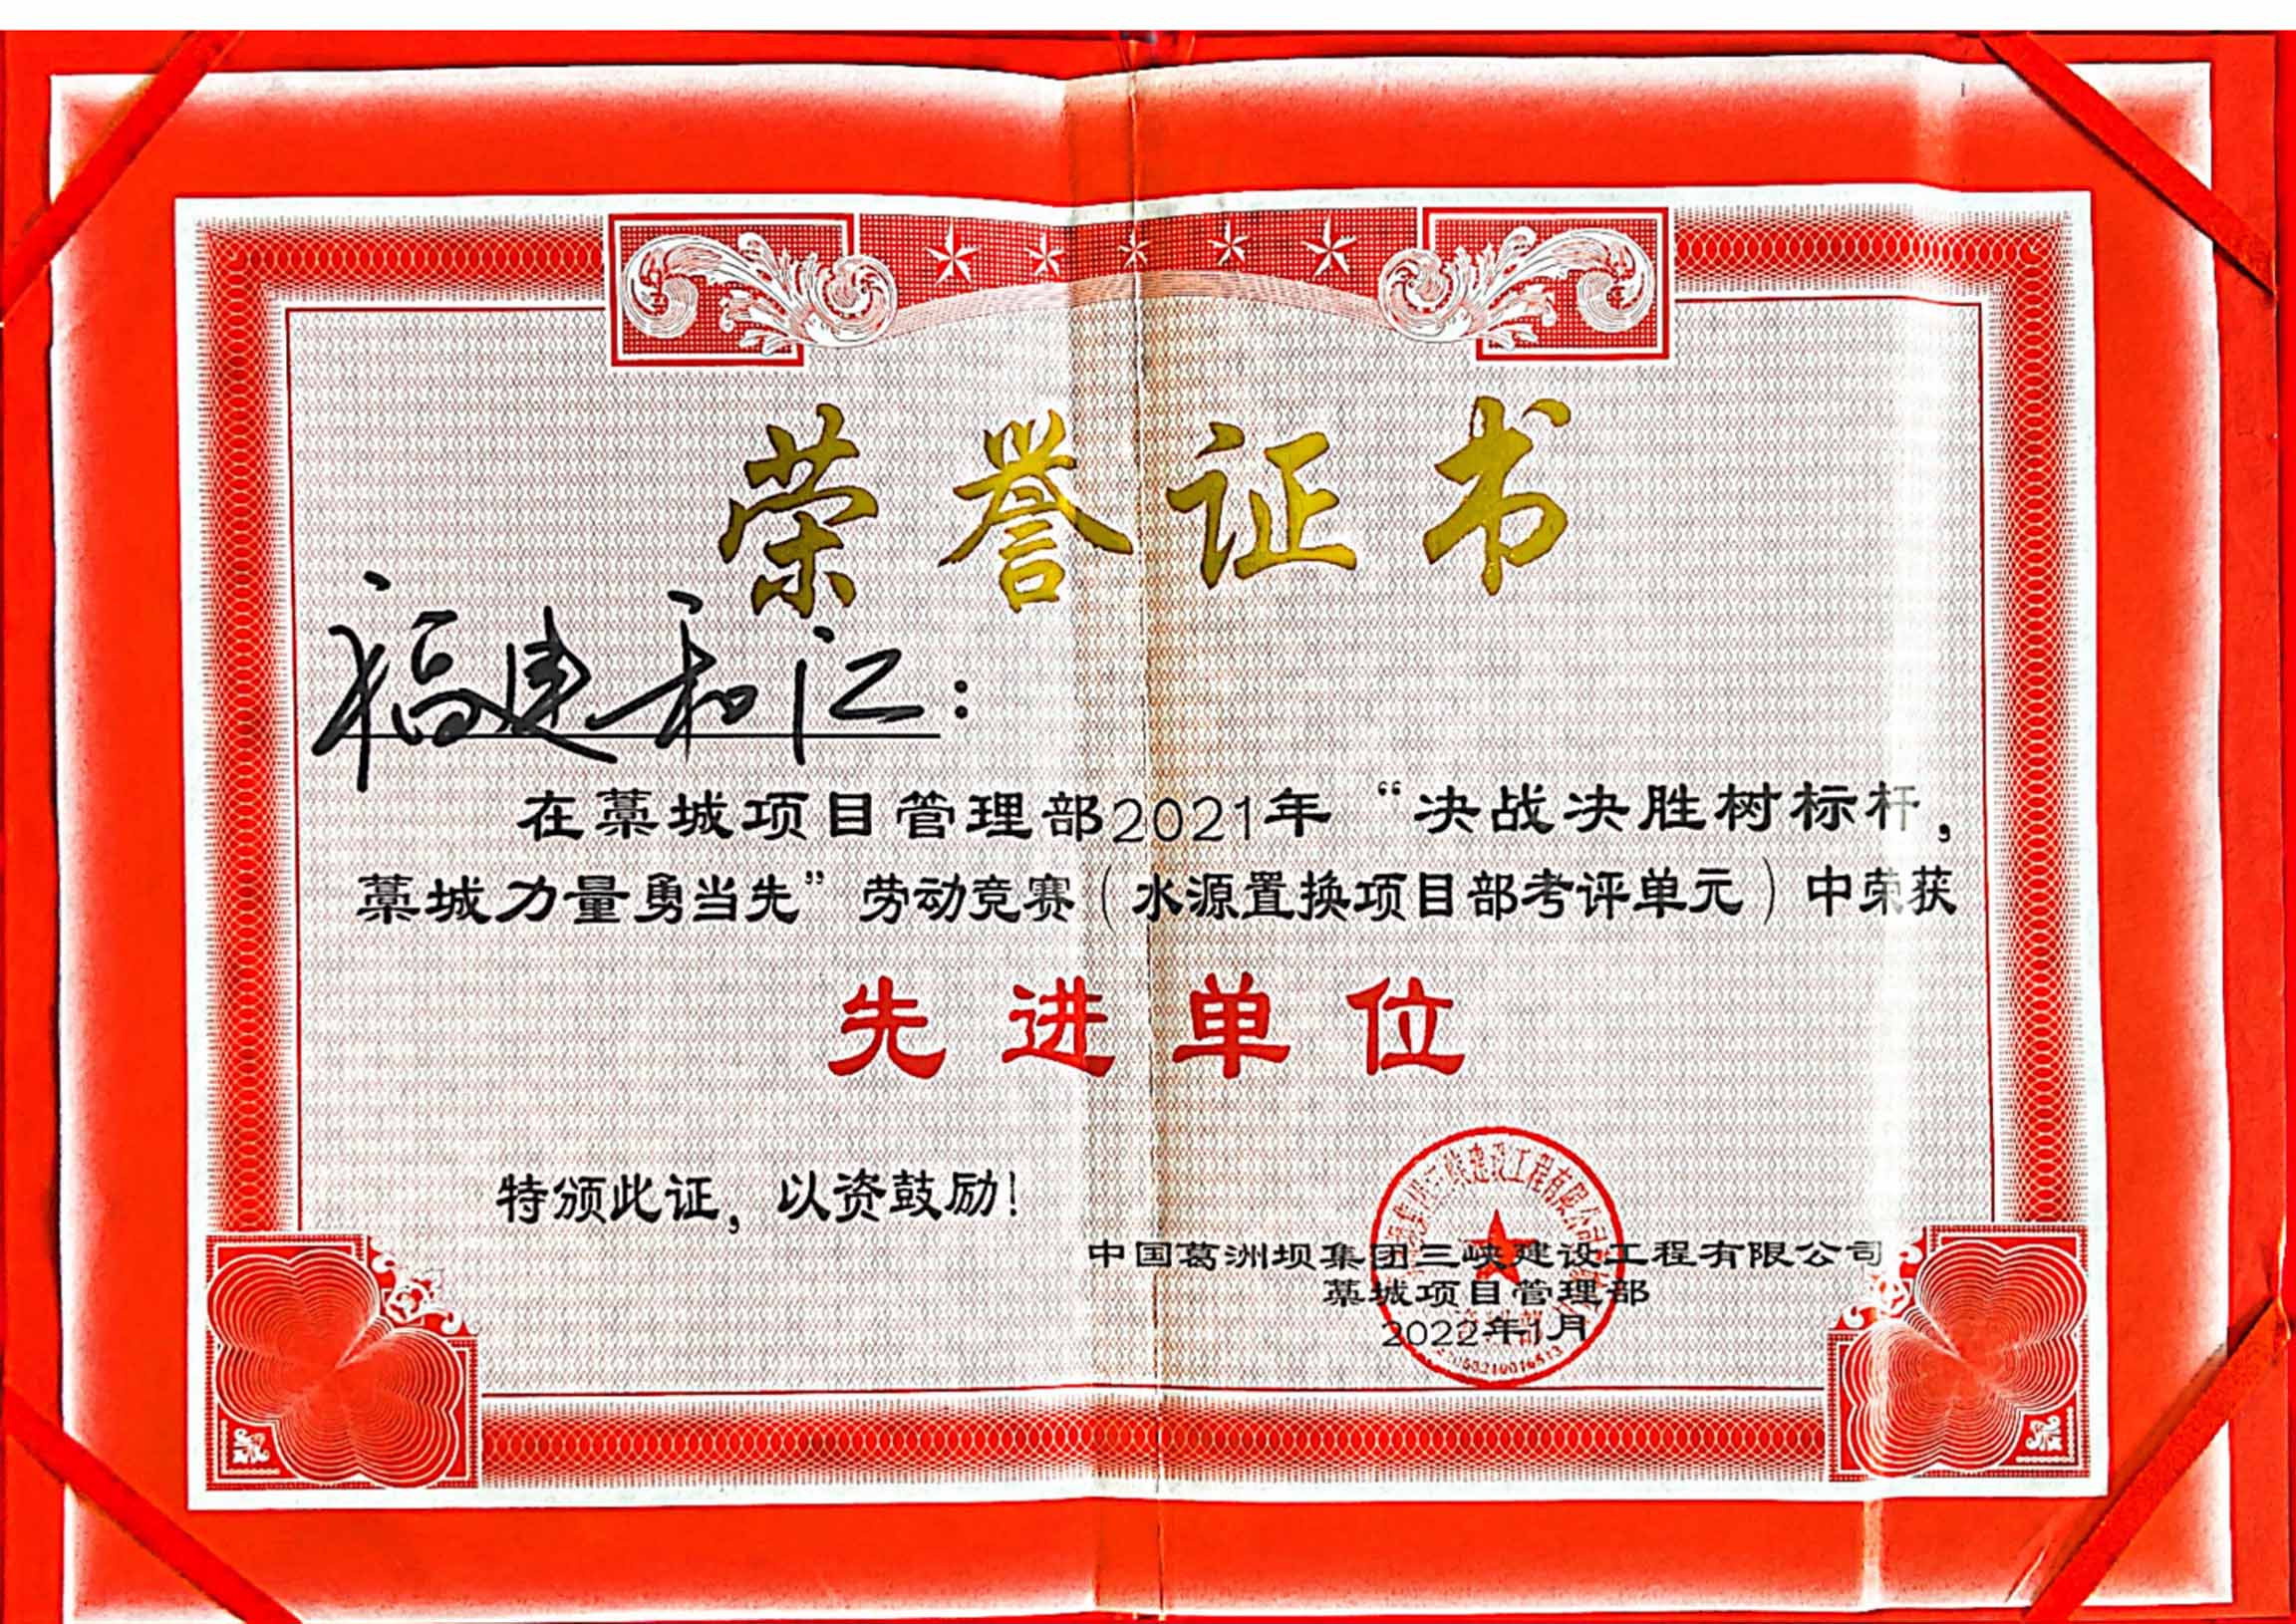 荣誉证书
福建和江：
在藁城项目管理部2021年“决战决胜树标杆，
藁城力量勇当先”劳动竞赛（水源置换项目部考评单元）中荣获
先进单位
特颁此证，以资鼓励！
中国葛洲坝集团三峡建设工程有限公司
藁城项目管理部
2022年1月